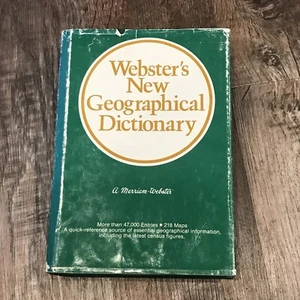 Webster's
New
Geographical
Dictionary
A Merriam-Webster
More than 47,000 Entries ★ 218 Maps
A quick-reference source of essential geographical information,
including the latest census figures.